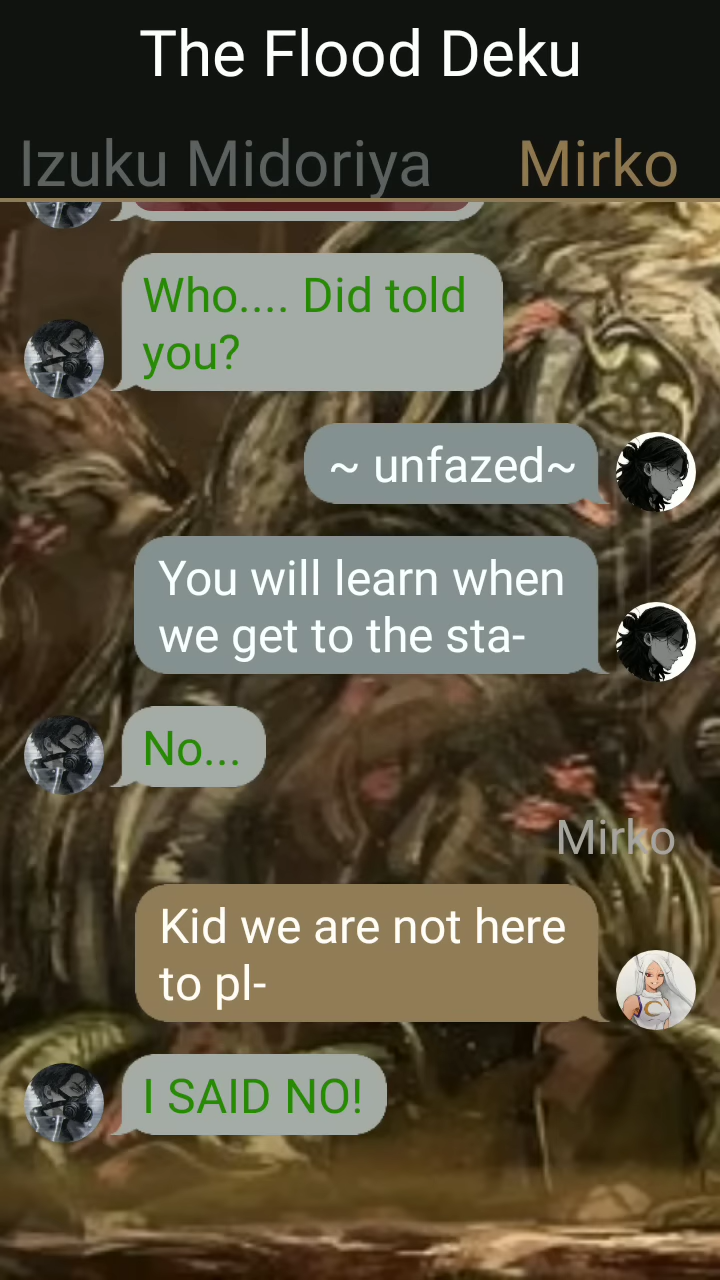 The Flood Deku
Izuku Midoriya
Mirko
Who.... Did told
you?
~ unfazed~
You will learn when
we get to the sta-
No...
Mirko
Kid we are not here
to pl-
I SAID NO!